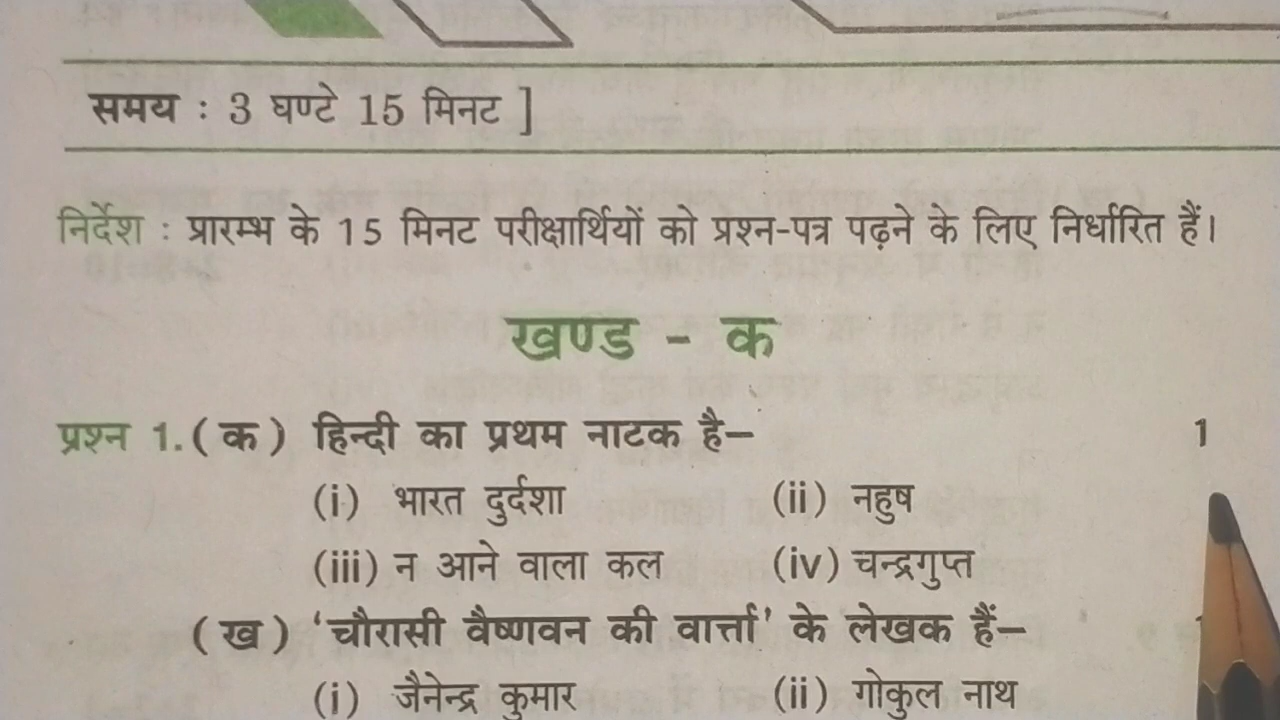 समय : 3 घण्टे 15 मिनट ]
निर्देश : प्रारम्भ के 15 मिनट परीक्षार्थियों को प्रश्न-पत्र पढ़ने के लिए निर्धारित हैं।
खण्ड - क
प्रश्न 1. (क) हिन्दी का प्रथम नाटक है– 1
(i) भारत दुर्दशा (ii) नहुष
(iii) न आने वाला कल (iv) चन्द्रगुप्त
(ख) ‘चौरासी वैष्णवन की वार्त्ता’ के लेखक हैं–
(i) जैनेन्द्र कुमार (ii) गोकुल नाथ